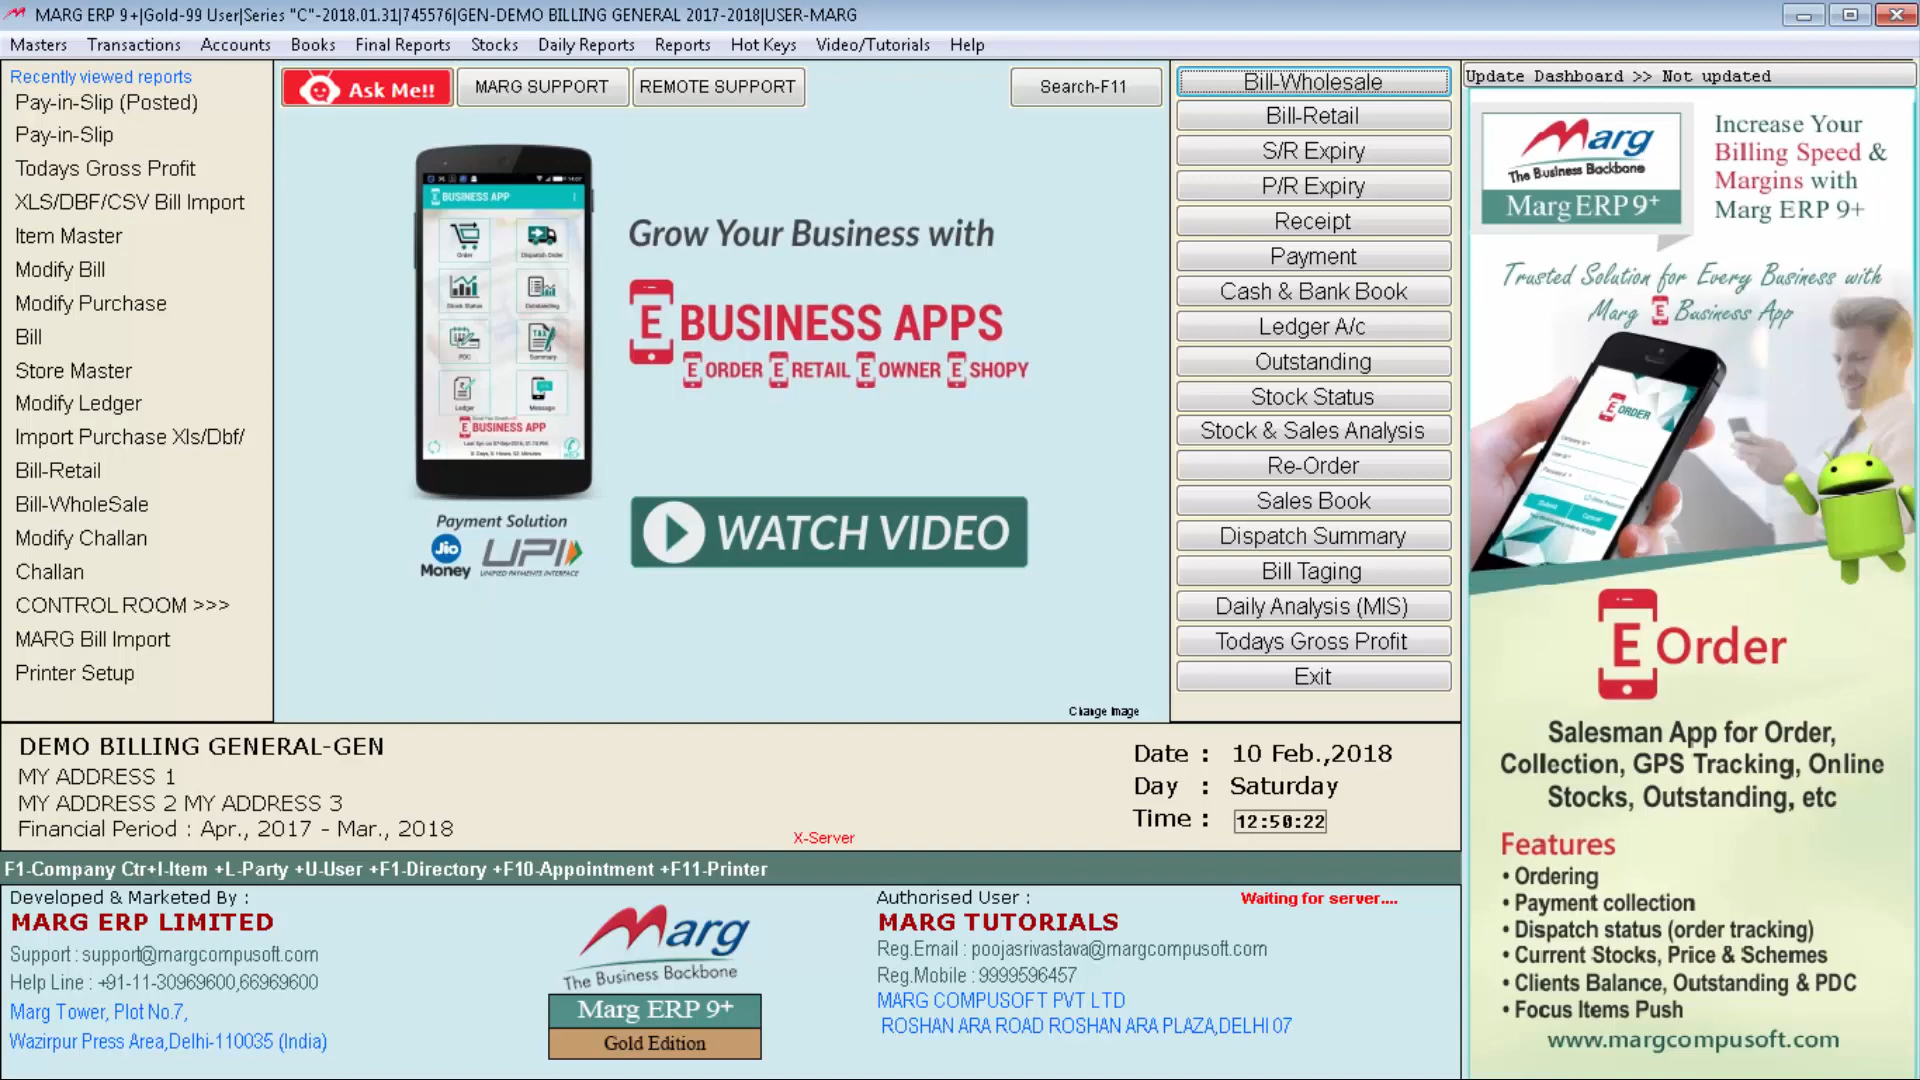 MARG ERP 9+|Gold-99 User|Series "C"-2018.01.31|745576|GEN-DEMO BILLING GENERAL 2017-2018|USER-MARG
Masters Transactions Accounts Books Final Reports Stocks Daily Reports Reports Hot Keys Video/Tutorials Help
Recently viewed reports
Pay-in-Slip (Posted)
Pay-in-Slip
Todays Gross Profit
XLS/DBF/CSV Bill Import
Item Master
Modify Bill
Modify Purchase
Bill
Store Master
Modify Ledger
Import Purchase Xls/Dbf/
Bill-Retail
Bill-WholeSale
Modify Challan
Challan
CONTROL ROOM >>>
MARG Bill Import
Printer Setup
Ask Me!!
MARG SUPPORT
REMOTE SUPPORT
Search-F11
E BUSINESS APP
Order
Dispatch Order
Stock Status
Outstanding
PDC
Summary
Ledger
Message
E BUSINESS APP
Payment Solution
Jio Money UPI
UNIFIED PAYMENTS INTERFACE
Grow Your Business with
E BUSINESS APPS
E ORDER E RETAIL E OWNER E SHOPY
WATCH VIDEO
Change Image
Bill-Wholesale
Bill-Retail
S/R Expiry
P/R Expiry
Receipt
Payment
Cash & Bank Book
Ledger A/c
Outstanding
Stock Status
Stock & Sales Analysis
Re-Order
Sales Book
Dispatch Summary
Bill Taging
Daily Analysis (MIS)
Todays Gross Profit
Exit
Update Dashboard >> Not updated
Marg
The Business Backbone
Marg ERP 9+
Increase Your
Billing Speed &
Margins with
Marg ERP 9+
Trusted Solution for Every Business with
Marg E Business App
E ORDER
E Order
Salesman App for Order,
Collection, GPS Tracking, Online
Stocks, Outstanding, etc
Features
• Ordering
• Payment collection
• Dispatch status (order tracking)
• Current Stocks, Price & Schemes
• Clients Balance, Outstanding & PDC
• Focus Items Push
www.margcompusoft.com
DEMO BILLING GENERAL-GEN
MY ADDRESS 1
MY ADDRESS 2 MY ADDRESS 3
Financial Period : Apr., 2017 - Mar., 2018
X-Server
Date : 10 Feb.,2018
Day : Saturday
Time : 12:50:22
F1-Company Ctr+I-Item +L-Party +U-User +F1-Directory +F10-Appointment +F11-Printer
Developed & Marketed By :
MARG ERP LIMITED
Support : support@margcompusoft.com
Help Line : +91-11-30969600,66969600
Marg Tower, Plot No.7,
Wazirpur Press Area,Delhi-110035 (India)
Marg
The Business Backbone
Marg ERP 9+
Gold Edition
Authorised User :
MARG TUTORIALS
Reg.Email : poojasrivastava@margcompusoft.com
Reg.Mobile : 9999596457
MARG COMPUSOFT PVT LTD
ROSHAN ARA ROAD ROSHAN ARA PLAZA,DELHI 07
Waiting for server....